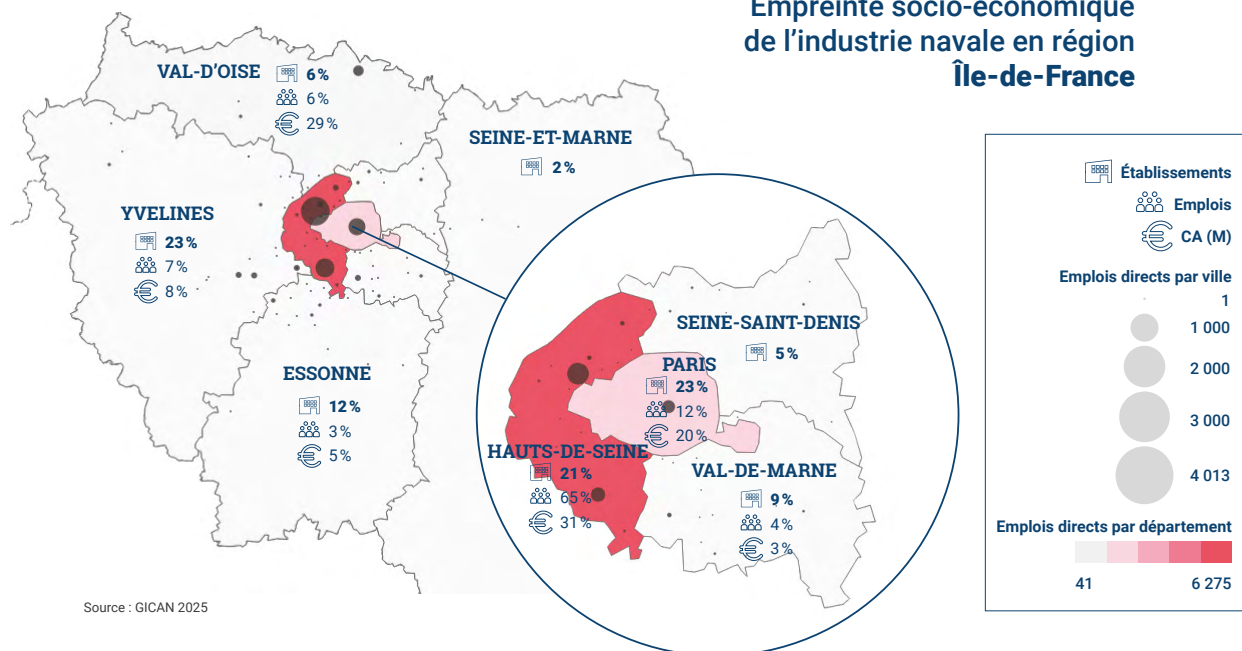 Empreinte socio-économique
de l'industrie navale en région
Île-de-France
VAL-D'OISE
6 %
6 %
29 %
SEINE-ET-MARNE
2 %
YVELINES
23 %
7 %
8 %
ESSONNE
12 %
3 %
5 %
SEINE-SAINT-DENIS
5 %
PARIS
23 %
12 %
20 %
HAUTS-DE-SEINE
21 %
65 %
31 %
VAL-DE-MARNE
9 %
4 %
3 %
Établissements
Emplois
CA (M)
Emplois directs par ville
1
1 000
2 000
3 000
4 013
Emplois directs par département
41 6 275
Source : GICAN 2025